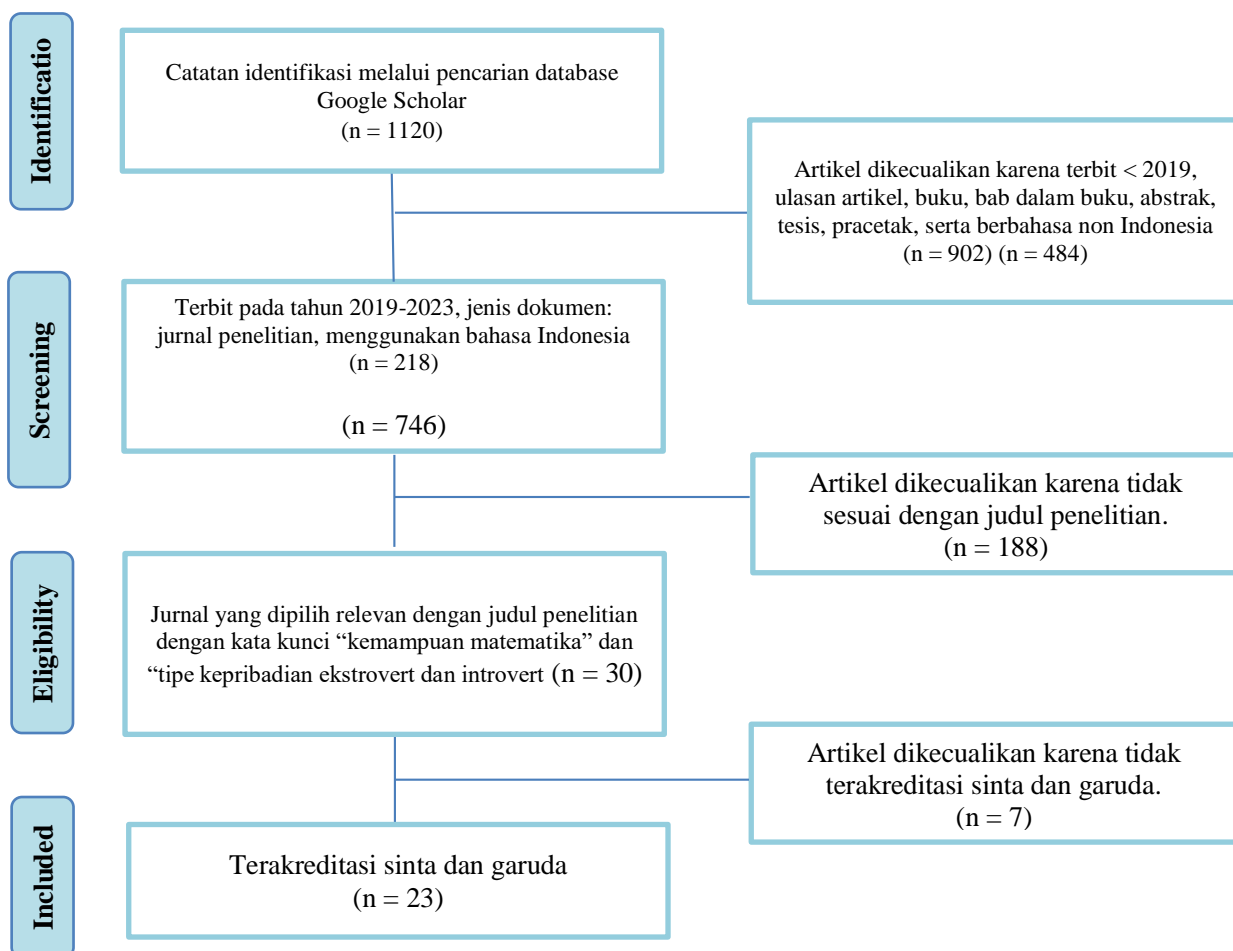 Identificatio
Catatan identifikasi melalui pencarian database
Google Scholar
(n = 1120)
Artikel dikecualikan karena terbit < 2019,
ulasan artikel, buku, bab dalam buku, abstrak,
tesis, pracetak, serta berbahasa non Indonesia
(n = 902) (n = 484)
Screening
Terbit pada tahun 2019-2023, jenis dokumen:
jurnal penelitian, menggunakan bahasa Indonesia
(n = 218)
(n = 746)
Artikel dikecualikan karena tidak
sesuai dengan judul penelitian.
(n = 188)
Eligibility
Jurnal yang dipilih relevan dengan judul penelitian
dengan kata kunci “kemampuan matematika” dan
“tipe kepribadian ekstrovert dan introvert (n = 30)
Artikel dikecualikan karena tidak
terakreditasi sinta dan garuda.
(n = 7)
Included
Terakreditasi sinta dan garuda
(n = 23)